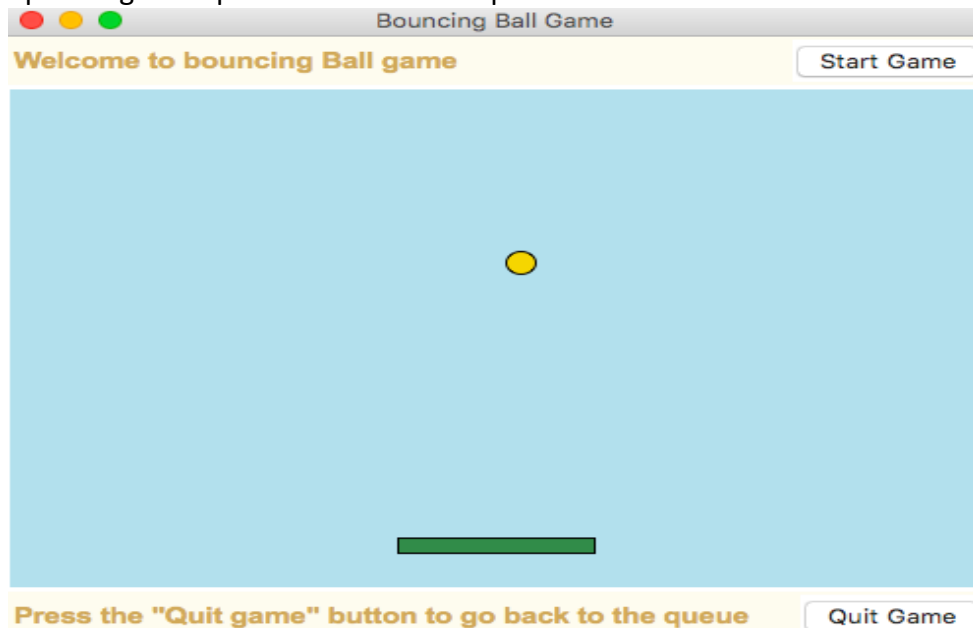 Bouncing Ball Game
Welcome to bouncing Ball game Start Game
Press the "Quit game" button to go back to the queue Quit Game